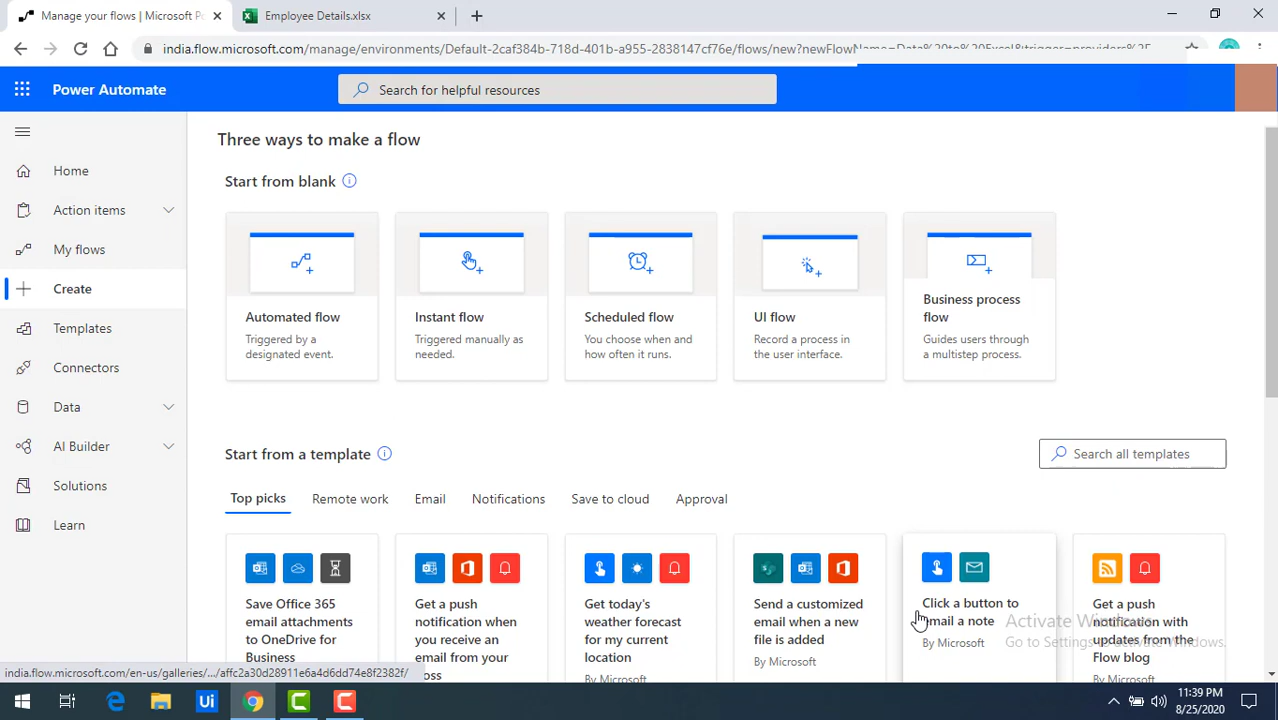 Manage your flows | Microsoft Po
Employee Details.xlsx
india.flow.microsoft.com/manage/environments/Default-2caf384b-718d-401b-a955-2838147cf76e/flows/new?newFlowName=Data%20to%20Excel&trigger=providers%2F
Power Automate
Search for helpful resources
Three ways to make a flow
Home
Start from blank
Action items
My flows
Create
Templates
Connectors
Data
AI Builder
Solutions
Learn
Automated flow
Triggered by a
designated event.
Instant flow
Triggered manually as
needed.
Scheduled flow
You choose when and
how often it runs.
UI flow
Record a process in
the user interface.
Business process
flow
Guides users through
a multistep process.
Start from a template
Search all templates
Top picks
Remote work
Email
Notifications
Save to cloud
Approval
Save Office 365
email attachments
to OneDrive for
Business
Get a push
notification when
you receive an
email from your
boss
Get today's
weather forecast
for my current
location
By Microsoft
Send a customized
email when a new
file is added
By Microsoft
Click a button to
email a note
By Microsoft
Get a push
notification with
updates from the
Flow blog
By Microsoft
Activate Windows
Go to Settings to activate Windows.
india.flow.microsoft.com/en-us/galleries/.../affc2a30d28911e6a4d6dd74e8f2382f/
Ui
11:39 PM
8/25/2020